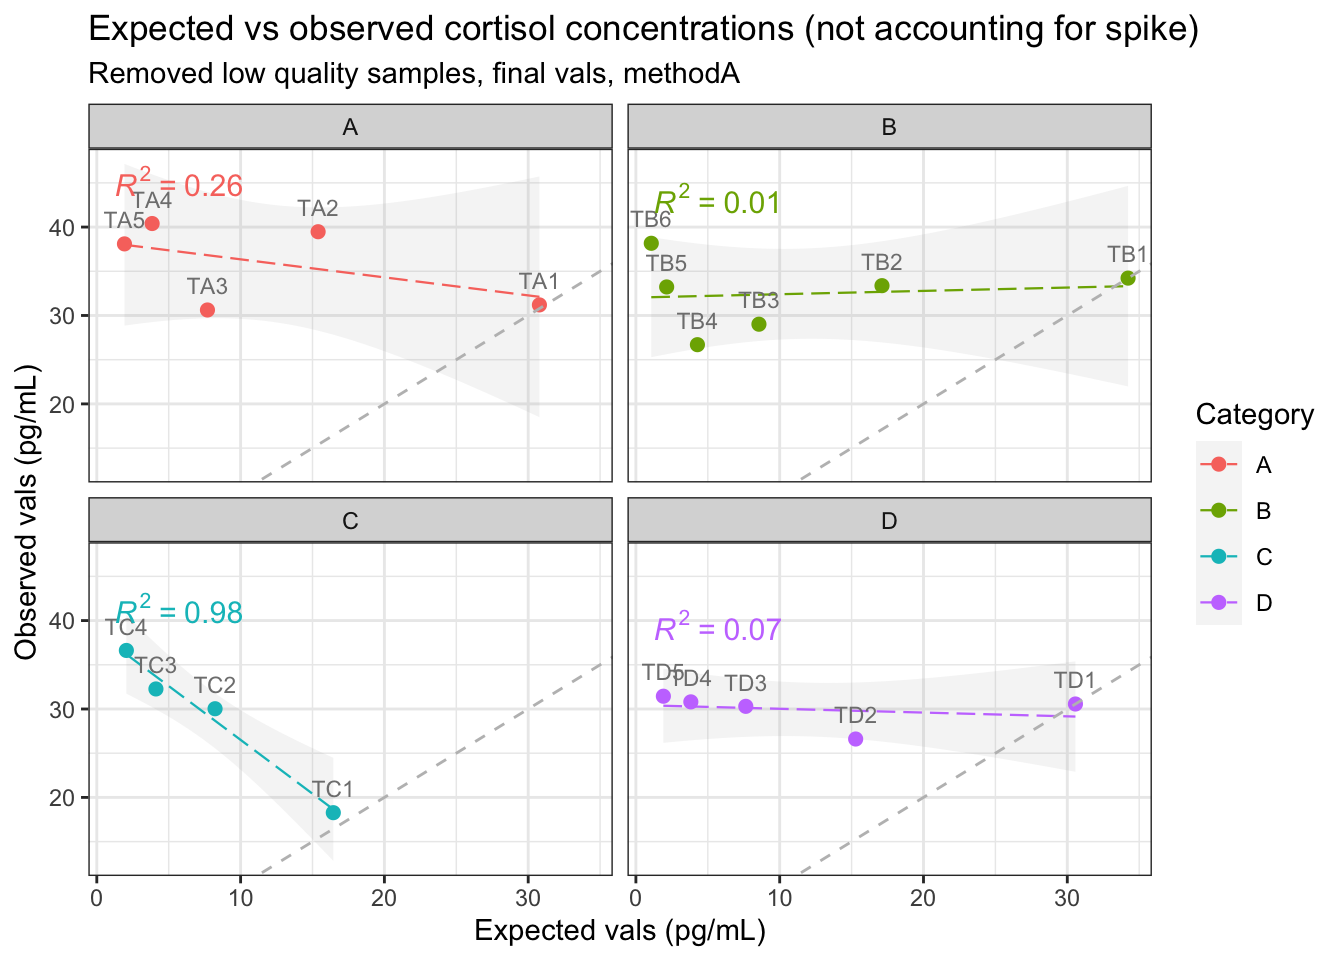 Expected vs observed cortisol concentrations (not accounting for spike)
Removed low quality samples, final vals, methodA
A
B
R² = 0.26
TA4
TA5
TA2
TA3
TA1
R² = 0.01
TB6
TB5
TB4
TB3
TB2
TB1
40
30
20
C
D
R² = 0.98
TC4
TC3
TC2
TC1
R² = 0.07
TD5
TD4
TD3
TD2
TD1
40
30
20
0 10 20 30
0 10 20 30
Expected vals (pg/mL)
Observed vals (pg/mL)
Category
A
B
C
D